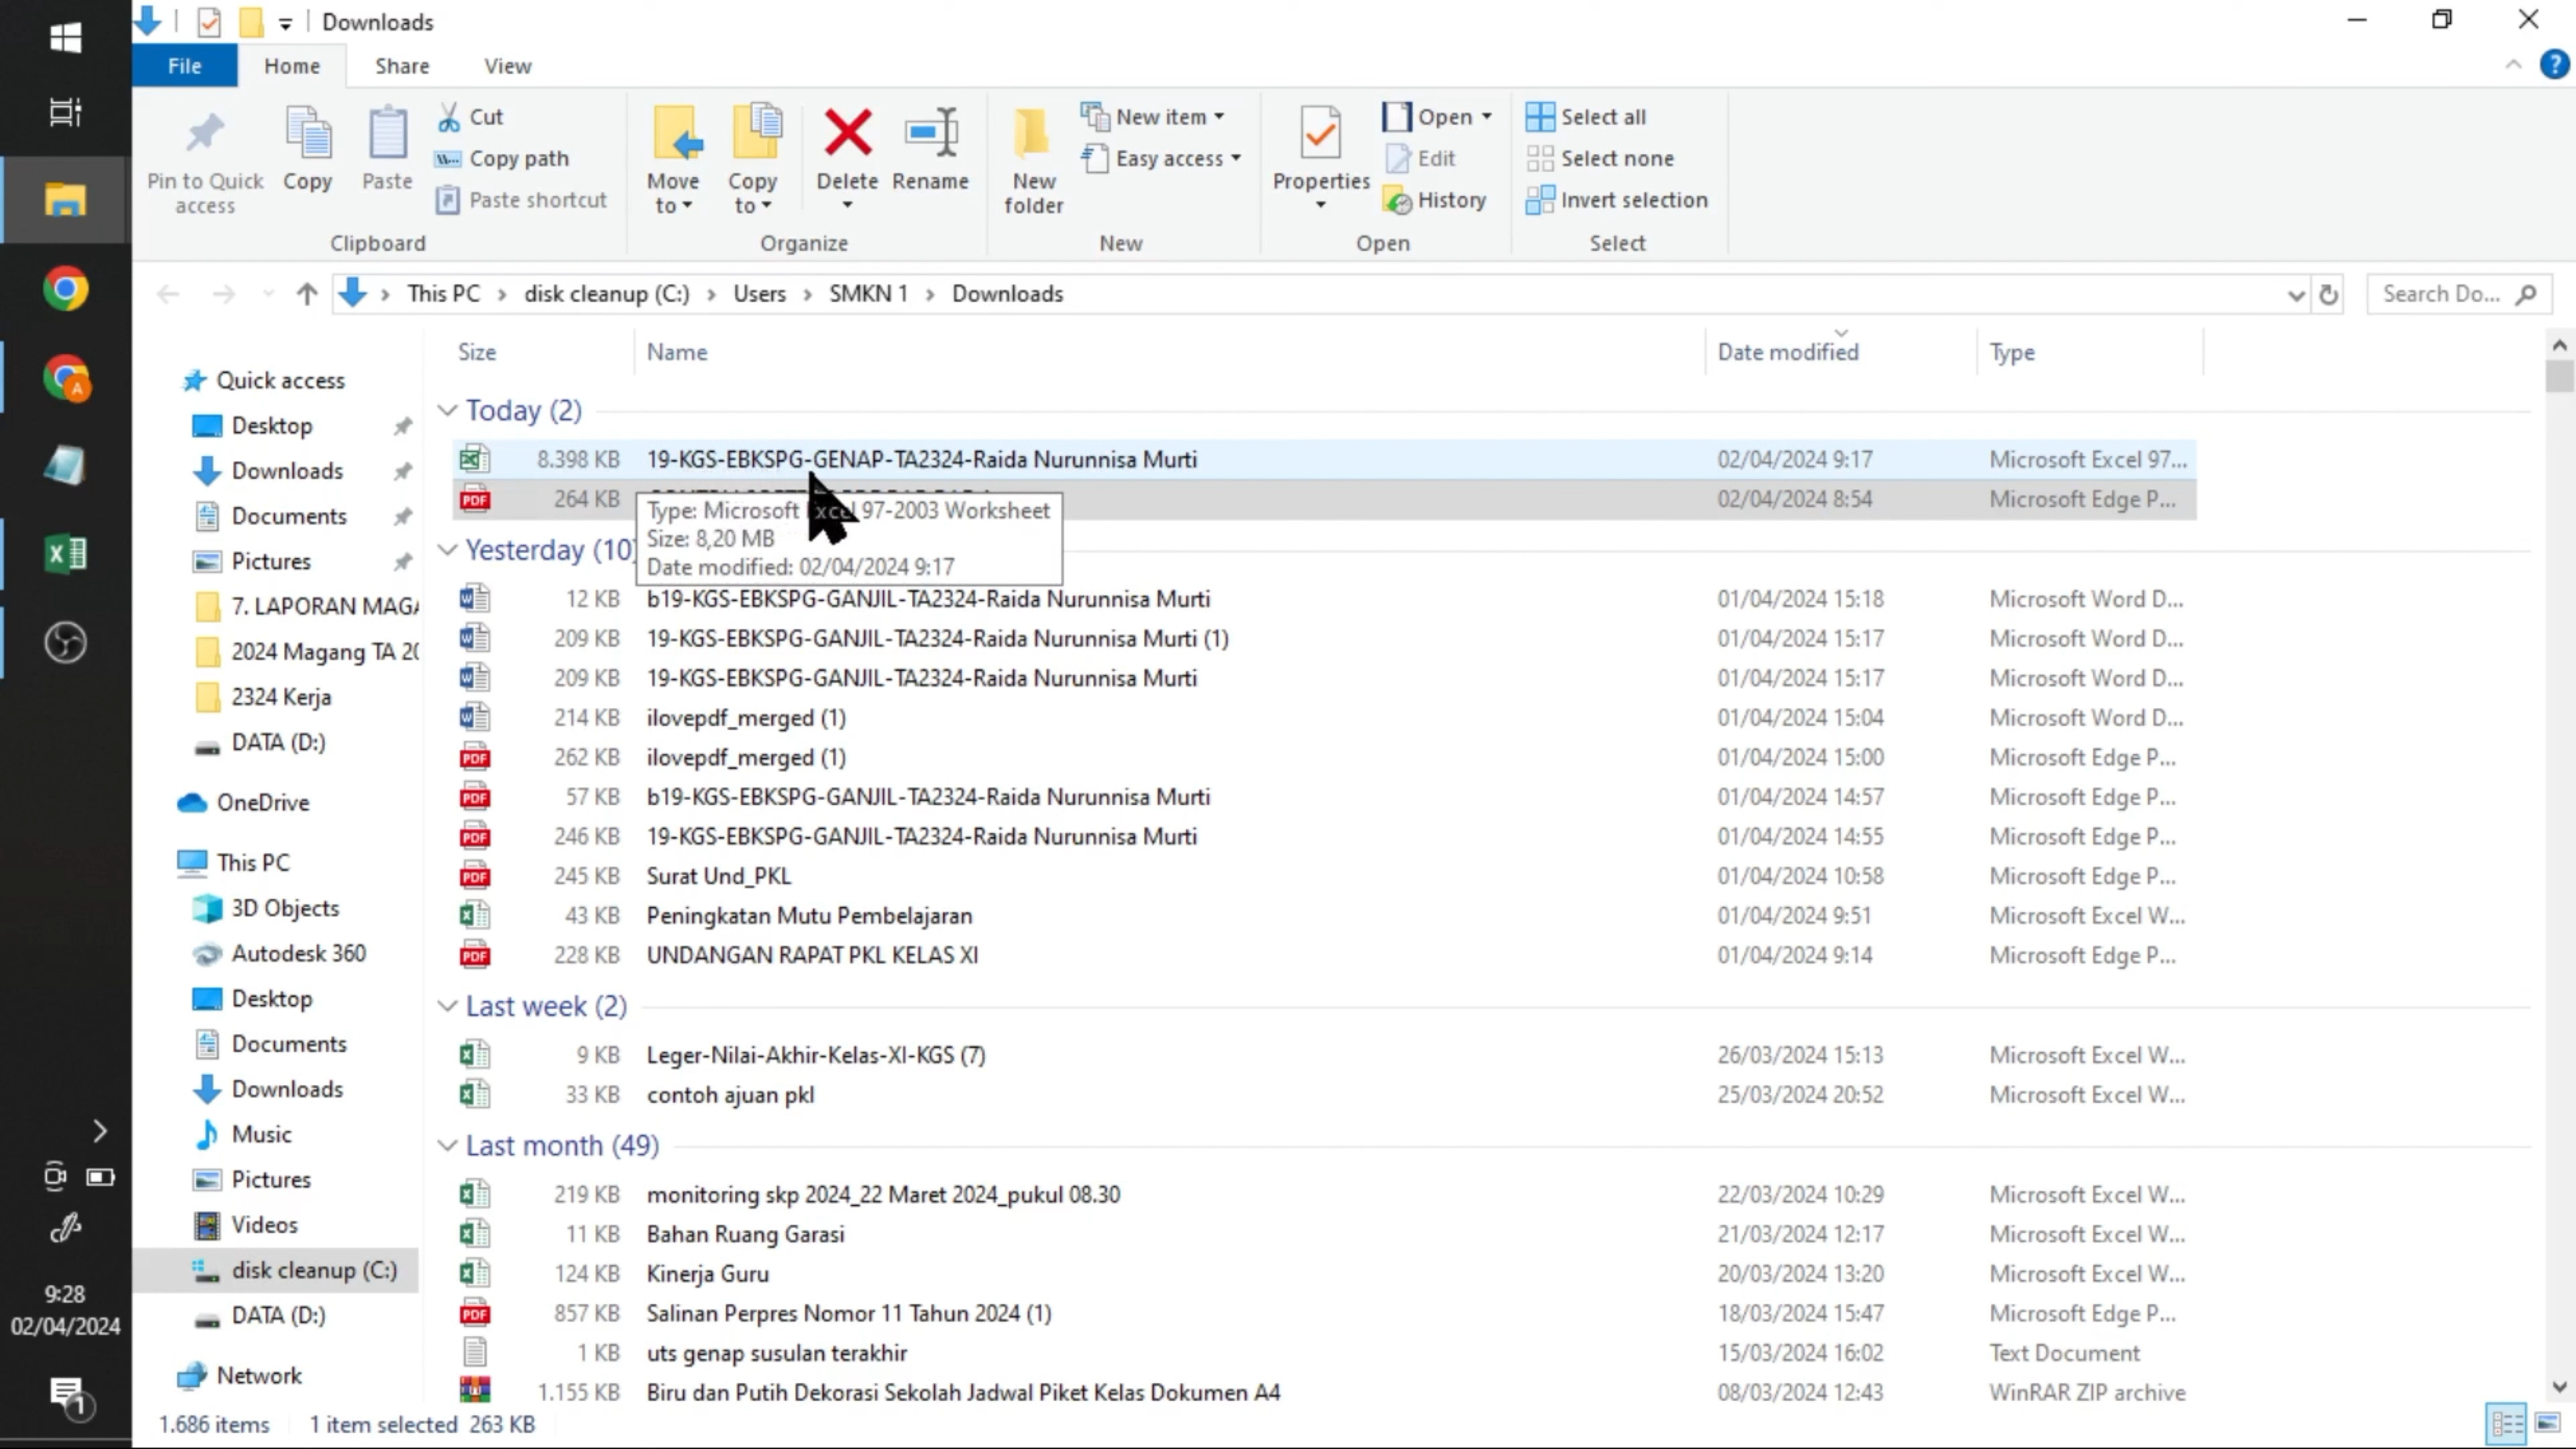 Downloads
File Home Share View
Pin to Quick access
Copy
Paste
Cut
Copy path
Paste shortcut
Clipboard
Move to
Copy to
Delete
Rename
Organize
New folder
New item
Easy access
New
Properties
Open
Edit
History
Open
Select all
Select none
Invert selection
Select
This PC › disk cleanup (C:) › Users › SMKN 1 › Downloads
Search Do...
Size Name Date modified Type
Quick access
Desktop
Downloads
Documents
Pictures
7. LAPORAN MAGA
2024 Magang TA 20
2324 Kerja
DATA (D:)
OneDrive
This PC
3D Objects
Autodesk 360
Desktop
Documents
Downloads
Music
Pictures
Videos
disk cleanup (C:)
DATA (D:)
Network
Today (2)
8.398 KB 19-KGS-EBKSPG-GENAP-TA2324-Raida Nurunnisa Murti 02/04/2024 9:17 Microsoft Excel 97...
PDF 264 KB 02/04/2024 8:54 Microsoft Edge P...
Type: Microsoft Excel 97-2003 Worksheet
Size: 8,20 MB
Date modified: 02/04/2024 9:17
Yesterday (10)
12 KB b19-KGS-EBKSPG-GANJIL-TA2324-Raida Nurunnisa Murti 01/04/2024 15:18 Microsoft Word D...
209 KB 19-KGS-EBKSPG-GANJIL-TA2324-Raida Nurunnisa Murti (1) 01/04/2024 15:17 Microsoft Word D...
209 KB 19-KGS-EBKSPG-GANJIL-TA2324-Raida Nurunnisa Murti 01/04/2024 15:17 Microsoft Word D...
214 KB ilovepdf_merged (1) 01/04/2024 15:04 Microsoft Word D...
PDF 262 KB ilovepdf_merged (1) 01/04/2024 15:00 Microsoft Edge P...
PDF 57 KB b19-KGS-EBKSPG-GANJIL-TA2324-Raida Nurunnisa Murti 01/04/2024 14:57 Microsoft Edge P...
PDF 246 KB 19-KGS-EBKSPG-GANJIL-TA2324-Raida Nurunnisa Murti 01/04/2024 14:55 Microsoft Edge P...
PDF 245 KB Surat Und_PKL 01/04/2024 10:58 Microsoft Edge P...
43 KB Peningkatan Mutu Pembelajaran 01/04/2024 9:51 Microsoft Excel W...
PDF 228 KB UNDANGAN RAPAT PKL KELAS XI 01/04/2024 9:14 Microsoft Edge P...
Last week (2)
9 KB Leger-Nilai-Akhir-Kelas-XI-KGS (7) 26/03/2024 15:13 Microsoft Excel W...
33 KB contoh ajuan pkl 25/03/2024 20:52 Microsoft Excel W...
Last month (49)
219 KB monitoring skp 2024_22 Maret 2024_pukul 08.30 22/03/2024 10:29 Microsoft Excel W...
11 KB Bahan Ruang Garasi 21/03/2024 12:17 Microsoft Excel W...
124 KB Kinerja Guru 20/03/2024 13:20 Microsoft Excel W...
PDF 857 KB Salinan Perpres Nomor 11 Tahun 2024 (1) 18/03/2024 15:47 Microsoft Edge P...
1 KB uts genap susulan terakhir 15/03/2024 16:02 Text Document
1.155 KB Biru dan Putih Dekorasi Sekolah Jadwal Piket Kelas Dokumen A4 08/03/2024 12:43 WinRAR ZIP archive
1.686 items 1 item selected 263 KB
9:28
02/04/2024
1